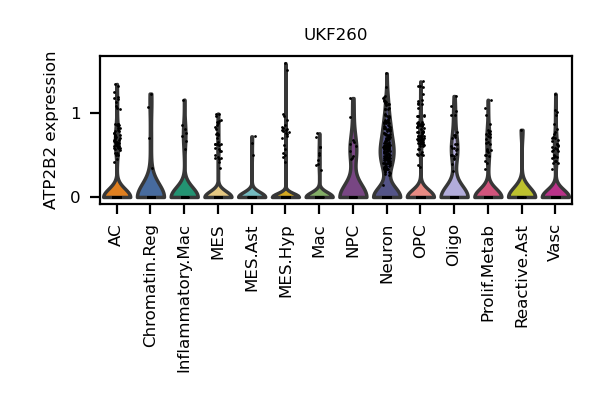 UKF260
ATP2B2 expression
1
0
AC
Chromatin.Reg
Inflammatory.Mac
MES
MES.Ast
MES.Hyp
Mac
NPC
Neuron
OPC
Oligo
Prolif.Metab
Reactive.Ast
Vasc